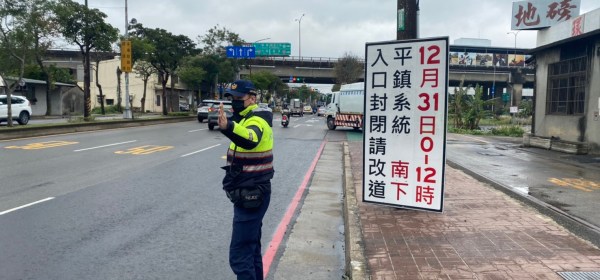 12月31日0-12時
平鎮系統 南下
入口封閉請改道
地磅